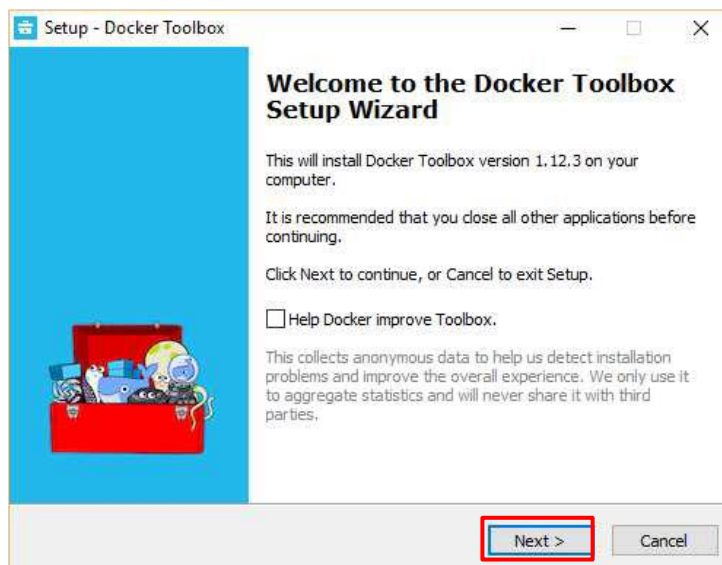 Setup - Docker Toolbox
Welcome to the Docker Toolbox
Setup Wizard
This will install Docker Toolbox version 1.12.3 on your
computer.
It is recommended that you close all other applications before
continuing.
Click Next to continue, or Cancel to exit Setup.
Help Docker improve Toolbox.
This collects anonymous data to help us detect installation
problems and improve the overall experience. We only use it
to aggregate statistics and will never share it with third
parties.
Next >
Cancel